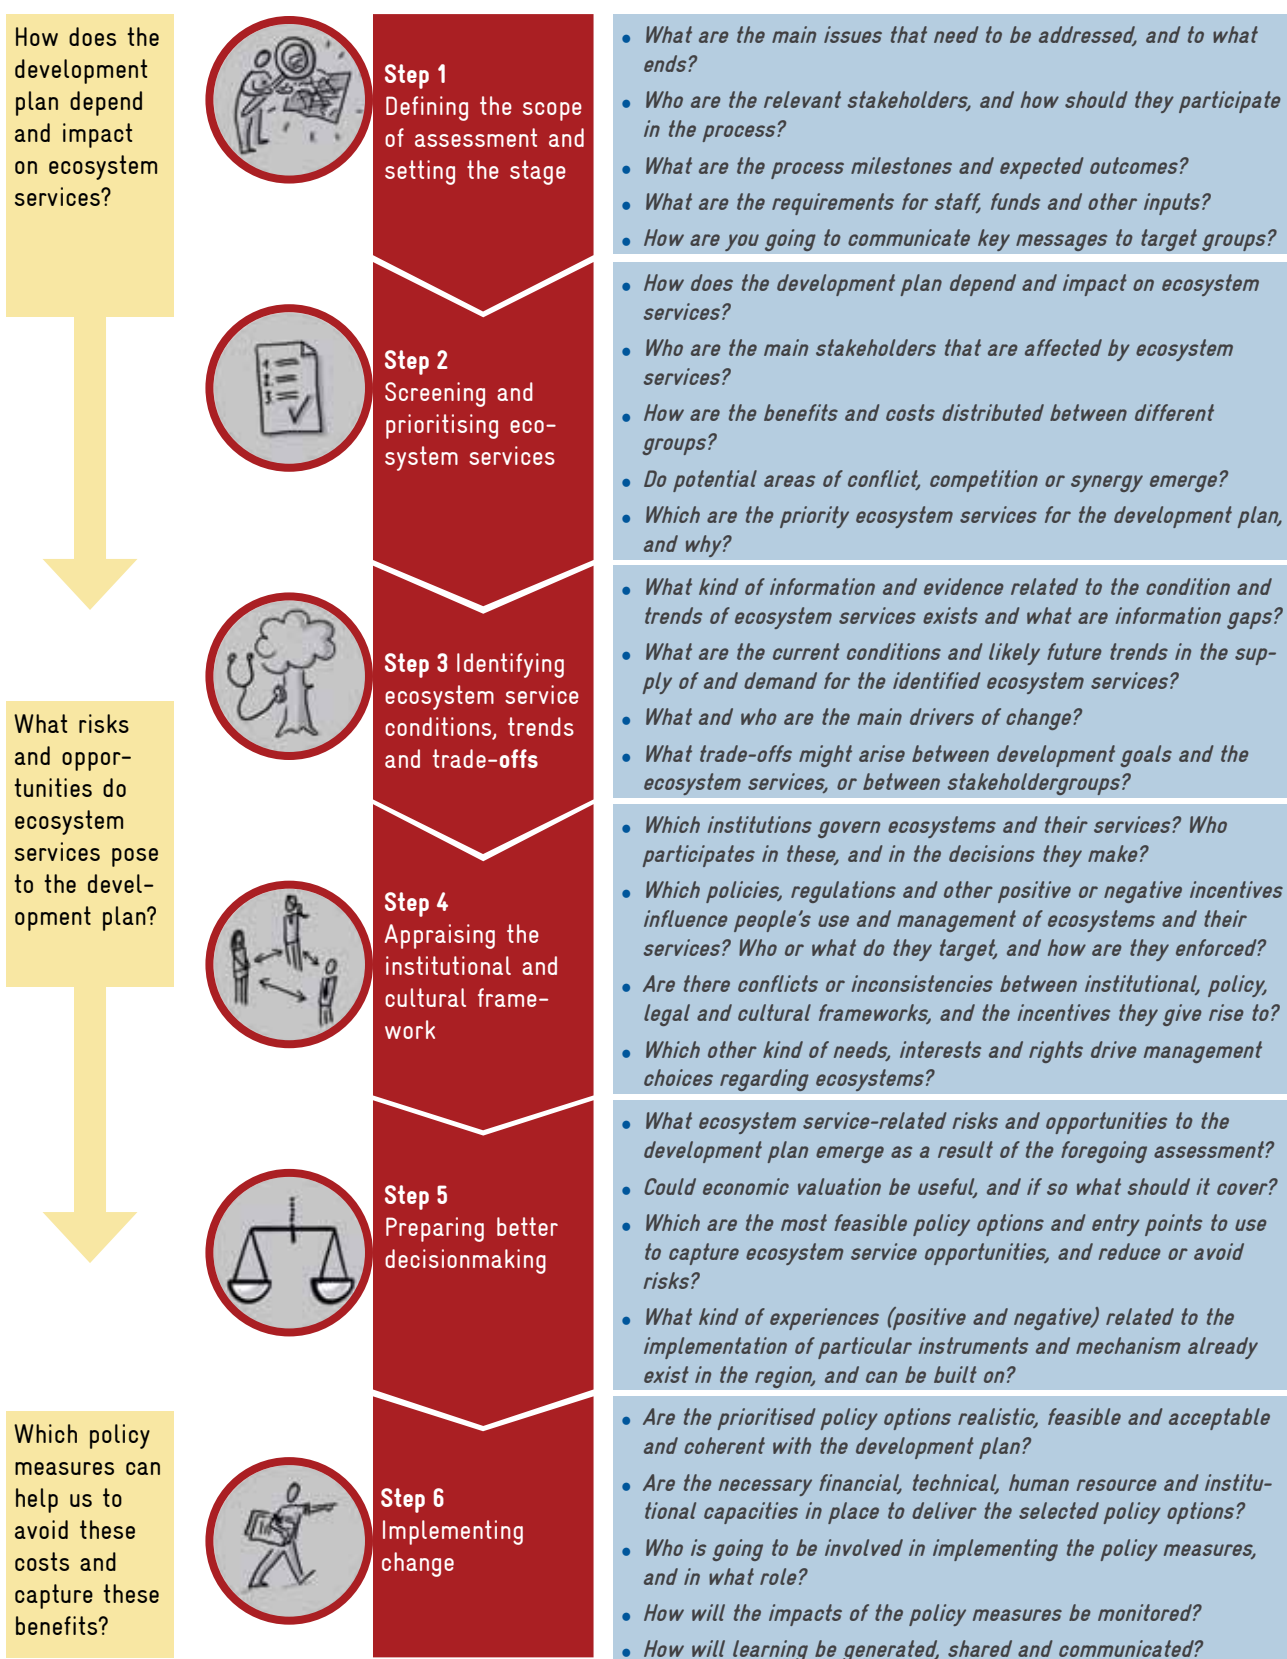 How does the
development
plan depend
and impact
on ecosystem
services?
Step 1
Defining the scope
of assessment and
setting the stage
• What are the main issues that need to be addressed, and to what
ends?
• Who are the relevant stakeholders, and how should they participate
in the process?
• What are the process milestones and expected outcomes?
• What are the requirements for staff, funds and other inputs?
• How are you going to communicate key messages to target groups?
Step 2
Screening and
prioritising eco-
system services
• How does the development plan depend and impact on ecosystem
services?
• Who are the main stakeholders that are affected by ecosystem
services?
• How are the benefits and costs distributed between different
groups?
• Do potential areas of conflict, competition or synergy emerge?
• Which are the priority ecosystem services for the development plan,
and why?
What risks
and oppor-
tunities do
ecosystem
services pose
to the devel-
opment plan?
Step 3 Identifying
ecosystem service
conditions, trends
and trade-offs
• What kind of information and evidence related to the condition and
trends of ecosystem services exists and what are information gaps?
• What are the current conditions and likely future trends in the sup-
ply of and demand for the identified ecosystem services?
• What and who are the main drivers of change?
• What trade-offs might arise between development goals and the
ecosystem services, or between stakeholdergroups?
Step 4
Appraising the
institutional and
cultural frame-
work
• Which institutions govern ecosystems and their services? Who
participates in these, and in the decisions they make?
• Which policies, regulations and other positive or negative incentives
influence people's use and management of ecosystems and their
services? Who or what do they target, and how are they enforced?
• Are there conflicts or inconsistencies between institutional, policy,
legal and cultural frameworks, and the incentives they give rise to?
• Which other kind of needs, interests and rights drive management
choices regarding ecosystems?
Step 5
Preparing better
decisionmaking
• What ecosystem service-related risks and opportunities to the
development plan emerge as a result of the foregoing assessment?
• Could economic valuation be useful, and if so what should it cover?
• Which are the most feasible policy options and entry points to use
to capture ecosystem service opportunities, and reduce or avoid
risks?
• What kind of experiences (positive and negative) related to the
implementation of particular instruments and mechanism already
exist in the region, and can be built on?
Which policy
measures can
help us to
avoid these
costs and
capture these
benefits?
Step 6
Implementing
change
• Are the prioritised policy options realistic, feasible and acceptable
and coherent with the development plan?
• Are the necessary financial, technical, human resource and institu-
tional capacities in place to deliver the selected policy options?
• Who is going to be involved in implementing the policy measures,
and in what role?
• How will the impacts of the policy measures be monitored?
• How will learning be generated, shared and communicated?